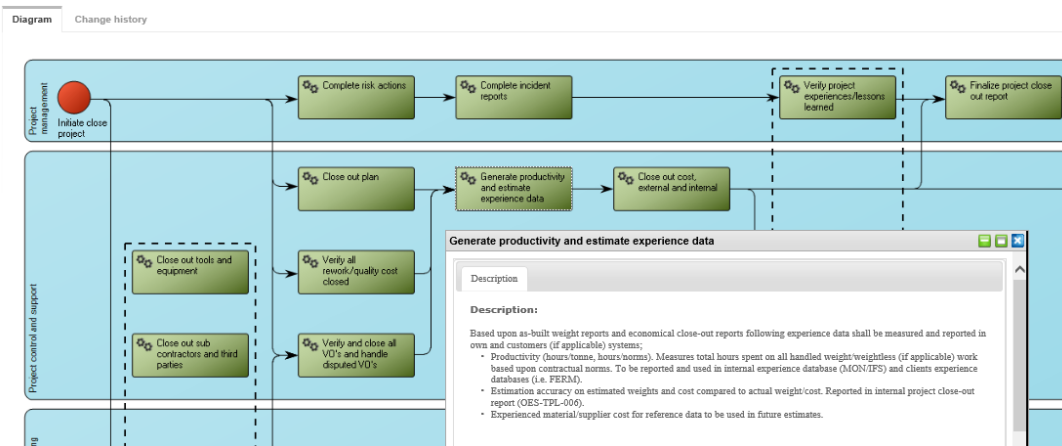 Diagram
Change history
Project
management
Initiate close
project
Complete risk actions
Complete incident
reports
Verify project
experiences/lessons
learned
Finalize project close
out report
Project control and support
Close out plan
Generate productivity
and estimate
experience data
Close out cost,
external and internal
Close out tools and
equipment
Verify all
rework/quality cost
closed
Close out sub
contractors and third
parties
Verify and close all
VO's and handle
disputed VO's
Generate productivity and estimate experience data
Description
Description:
Based upon as-built weight reports and economical close-out reports following experience data shall be measured and reported in
own and customers (if applicable) systems;
• Productivity (hours/tonne, hours/norms). Measures total hours spent on all handled weight/weightless (if applicable) work
based upon contractual norms. To be reported and used in internal experience database (MON/IFS) and clients experience
databases (i.e. FERM).
• Estimation accuracy on estimated weights and cost compared to actual weight/cost. Reported in internal project close-out
report (OES-TPL-006).
• Experienced material/supplier cost for reference data to be used in future estimates.